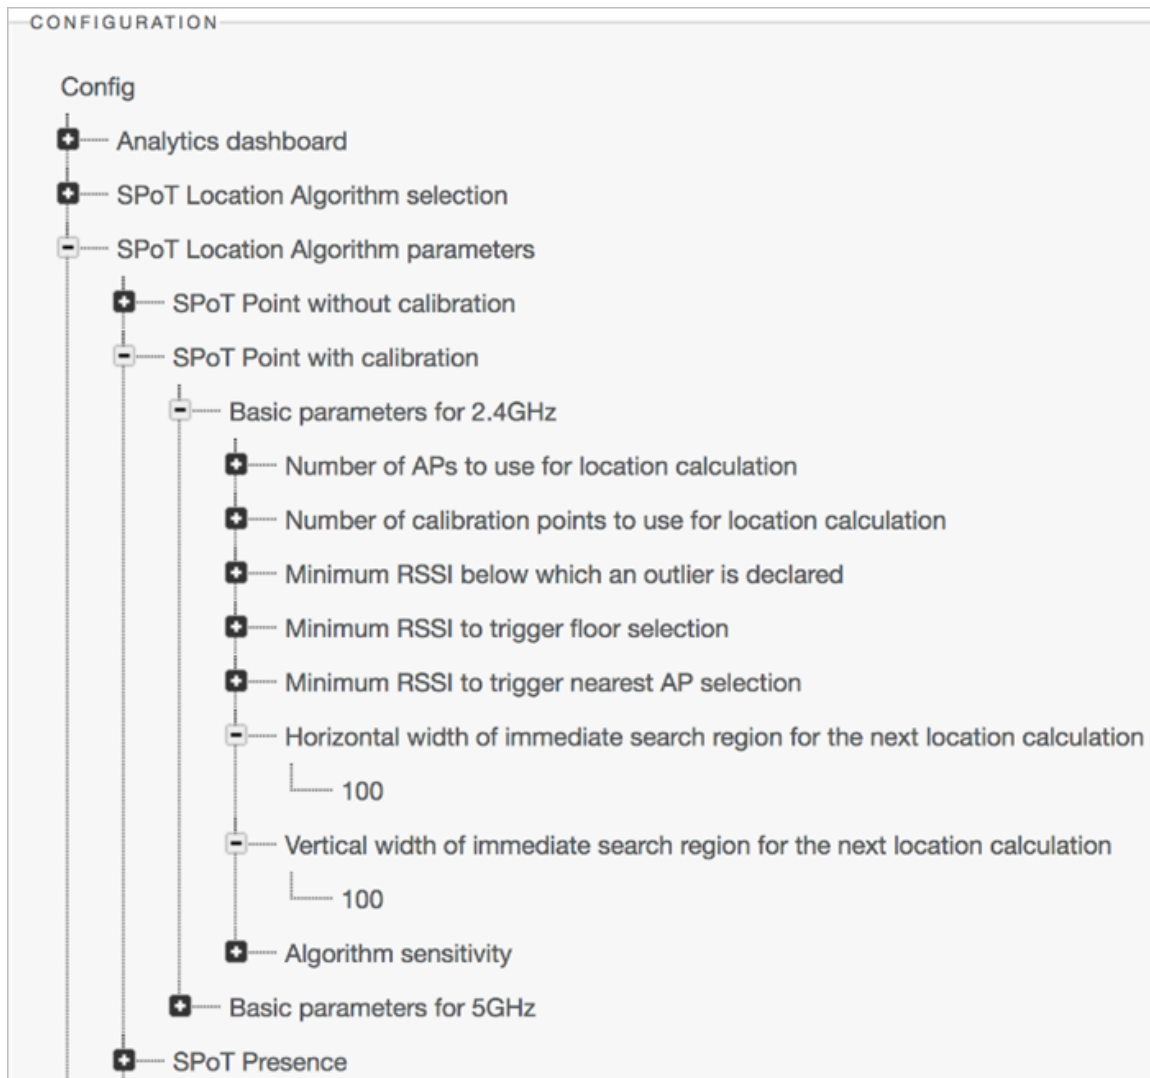 CONFIGURATION
Config
Analytics dashboard
SPoT Location Algorithm selection
SPoT Location Algorithm parameters
SPoT Point without calibration
SPoT Point with calibration
Basic parameters for 2.4GHz
Number of APs to use for location calculation
Number of calibration points to use for location calculation
Minimum RSSI below which an outlier is declared
Minimum RSSI to trigger floor selection
Minimum RSSI to trigger nearest AP selection
Horizontal width of immediate search region for the next location calculation
100
Vertical width of immediate search region for the next location calculation
100
Algorithm sensitivity
Basic parameters for 5GHz
SPoT Presence